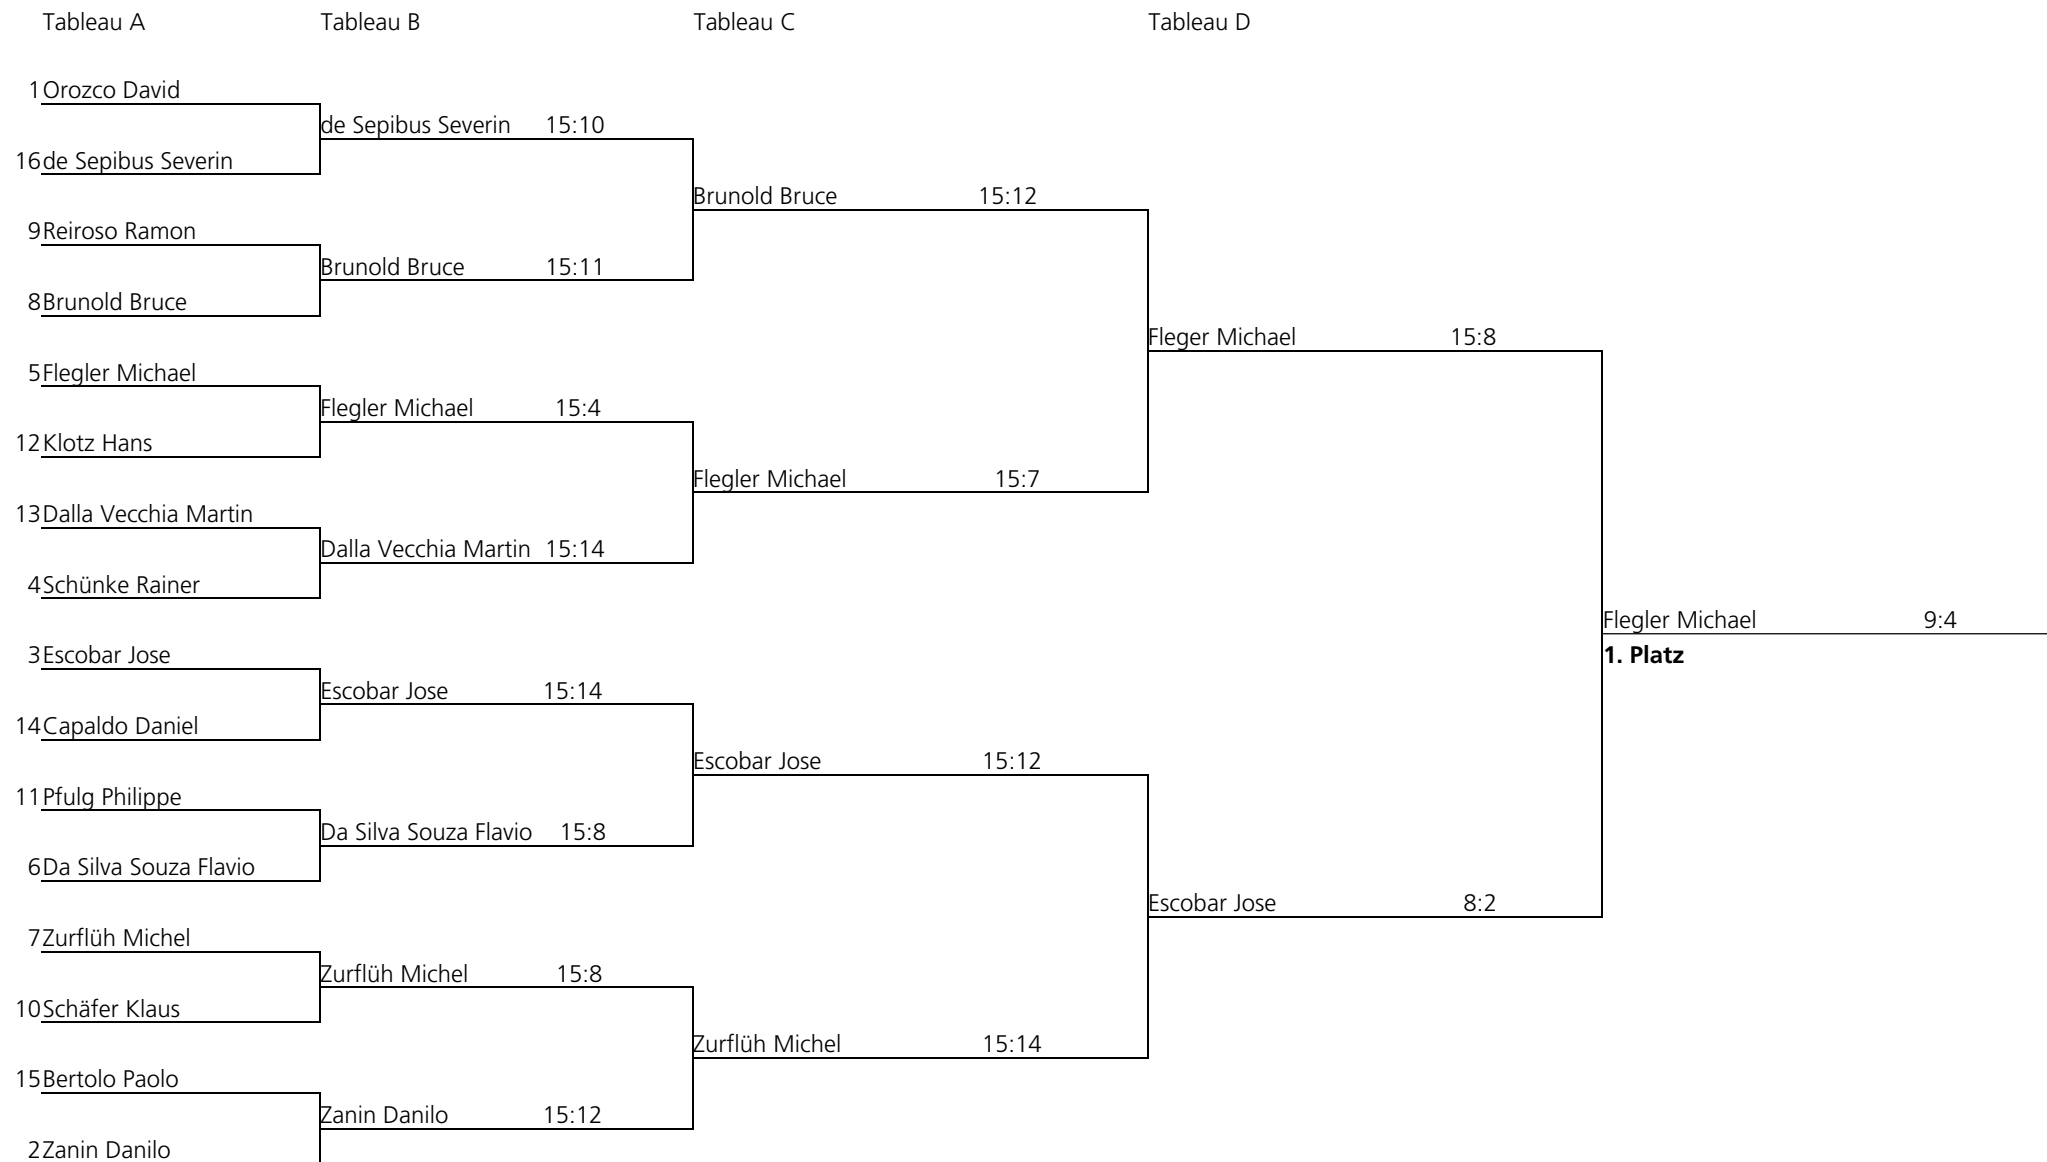 Tableau A Tableau B Tableau C Tableau D
1 Orozco David
de Sepibus Severin 15:10
16 de Sepibus Severin
Brunold Bruce 15:12
9 Reiroso Ramon
Brunold Bruce 15:11
8 Brunold Bruce
Fleger Michael 15:8
5 Flegler Michael
Flegler Michael 15:4
12 Klotz Hans
Flegler Michael 15:7
13 Dalla Vecchia Martin
Dalla Vecchia Martin 15:14
4 Schünke Rainer
Flegler Michael 9:4
3 Escobar Jose
1. Platz
Escobar Jose 15:14
14 Capaldo Daniel
Escobar Jose 15:12
11 Pfulg Philippe
Da Silva Souza Flavio 15:8
6 Da Silva Souza Flavio
Escobar Jose 8:2
7 Zurflüh Michel
Zurflüh Michel 15:8
10 Schäfer Klaus
Zurflüh Michel 15:14
15 Bertolo Paolo
Zanin Danilo 15:12
2 Zanin Danilo